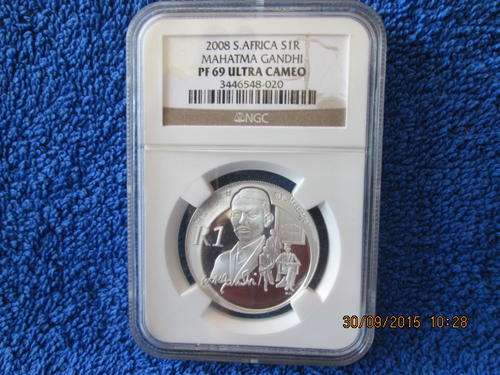 2008 S.AFRICA S1R
MAHATMA GANDHI
PF 69 ULTRA CAMEO
3446548-020
NGC
R1
30/09/2015 10:28